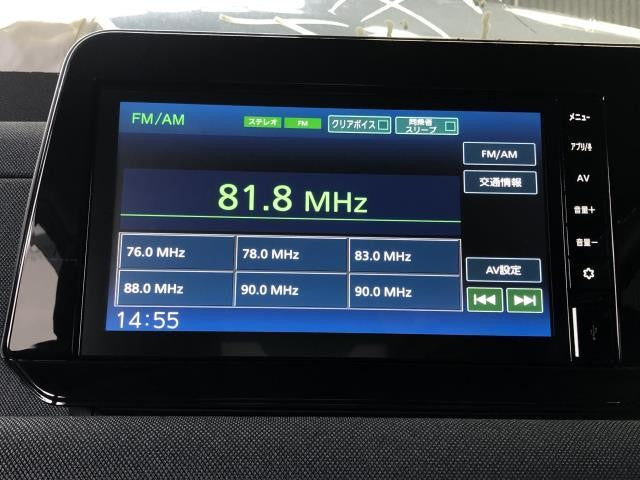 FM/AM ステレオ FM クリアボイス 同乗者スリープ
FM/AM
交通情報
81.8 MHz
76.0 MHz 78.0 MHz 83.0 MHz
88.0 MHz 90.0 MHz 90.0 MHz
AV設定
14:55
メニュー
アプリ/ネ
AV
音量+
音量-